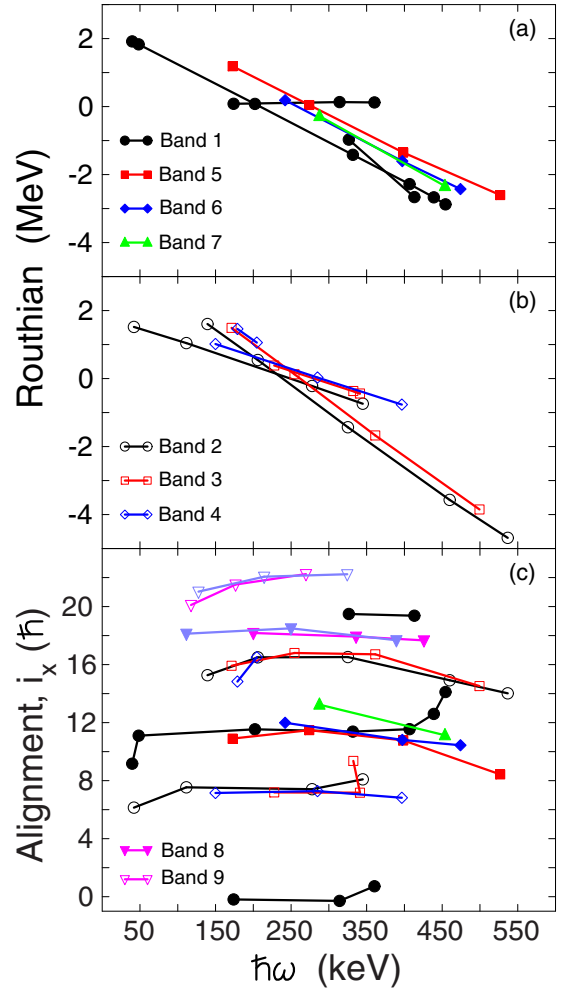 (a)
2
0
-2
-4
Band 1
Band 5
Band 6
Band 7
Routhian (MeV)
(b)
2
0
-2
-4
Band 2
Band 3
Band 4
(c)
20
16
12
8
4
0
Alignment, i_x (ħ)
Band 8
Band 9
50 150 250 350 450 550
ħω (keV)